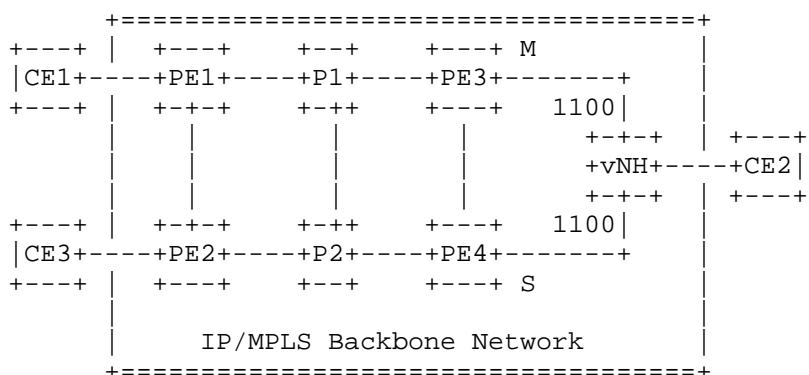 +==================================+
+---+ | +---+ +--+ +---+ M |
|CE1+----+PE1+----+P1+----+PE3+-------+ |
+---+ | +-+-+ +-++ +---+ 1100| |
| | | | +-+-+ | +---+
| | | | +vNH+----+CE2|
| | | | +-+-+ | +---+
+---+ | +-+-+ +-++ +---+ 1100| |
|CE3+----+PE2+----+P2+----+PE4+-------+ |
+---+ | +---+ +--+ +---+ S |
| |
| IP/MPLS Backbone Network |
+==================================+